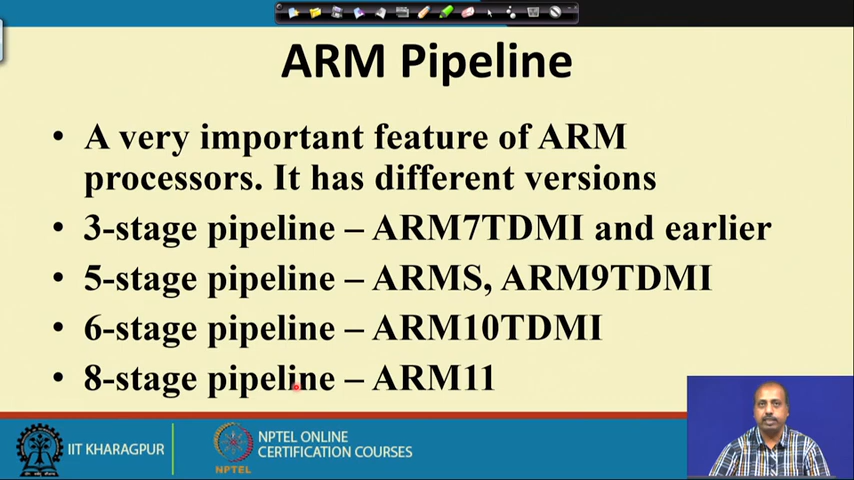 ARM Pipeline
• A very important feature of ARM
processors. It has different versions
• 3-stage pipeline – ARM7TDMI and earlier
• 5-stage pipeline – ARMS, ARM9TDMI
• 6-stage pipeline – ARM10TDMI
• 8-stage pipeline – ARM11
IIT KHARAGPUR
NPTEL ONLINE
CERTIFICATION COURSES
NPTEL